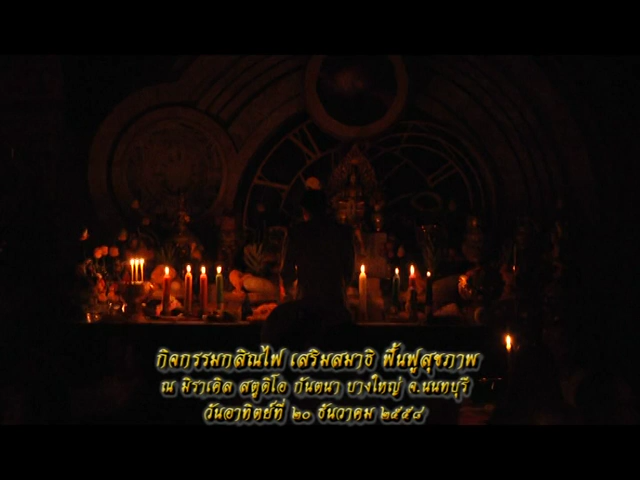 กิจกรรมกสิณไฟ เสริมสมาธิ ฟื้นฟูสุขภาพ
ณ มิราเคิล สตูดิโอ กันตนา บางใหญ่ จ.นนทบุรี
วันอาทิตย์ที่ ๒๐ ธันวาคม ๒๕๕๘